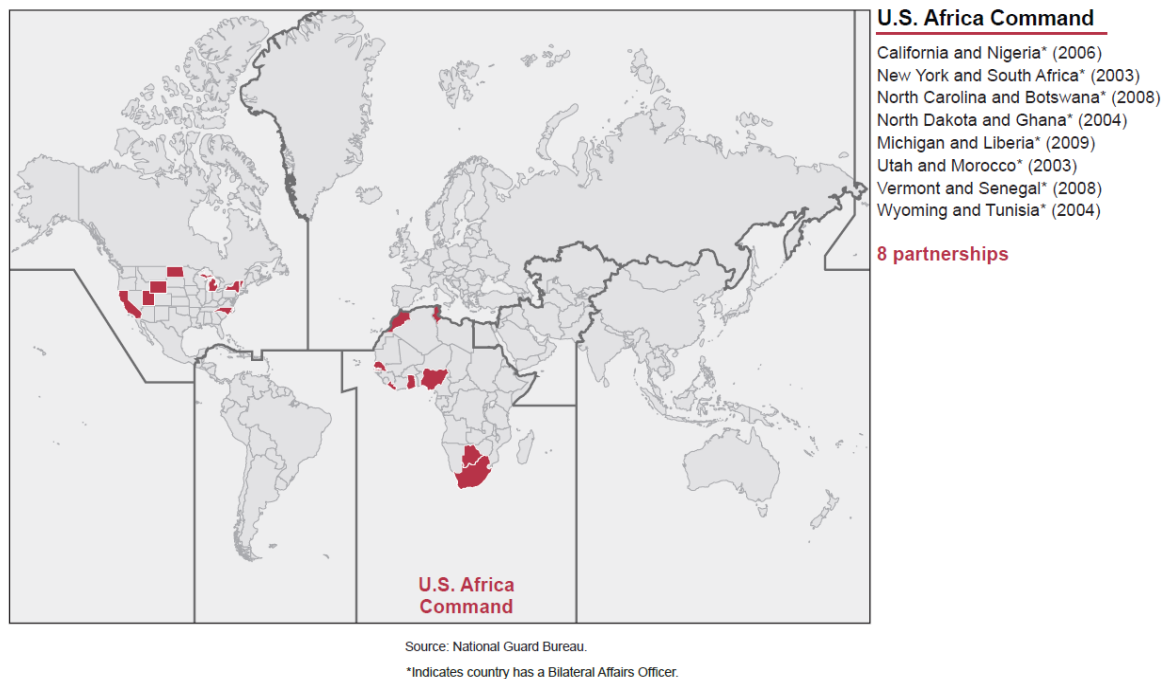 U.S. Africa Command
California and Nigeria* (2006)
New York and South Africa* (2003)
North Carolina and Botswana* (2008)
North Dakota and Ghana* (2004)
Michigan and Liberia* (2009)
Utah and Morocco* (2003)
Vermont and Senegal* (2008)
Wyoming and Tunisia* (2004)
8 partnerships
U.S. Africa
Command
Source: National Guard Bureau.
*Indicates country has a Bilateral Affairs Officer.